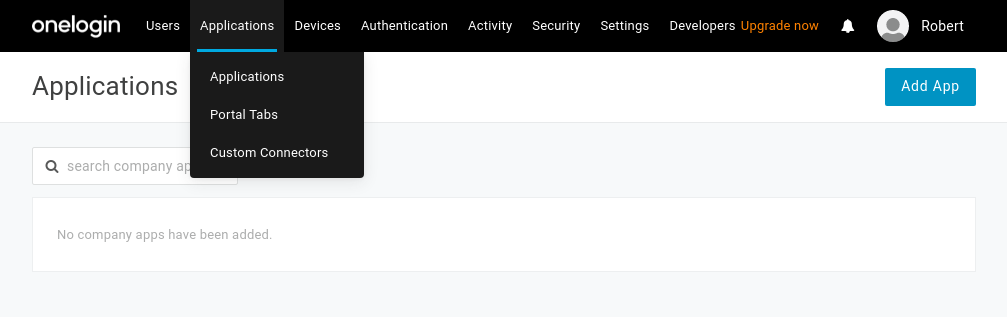 onelogin Users Applications Devices Authentication Activity Security Settings Developers Upgrade now Robert
Applications
Portal Tabs
Custom Connectors
Applications
Add App
search company ap
No company apps have been added.